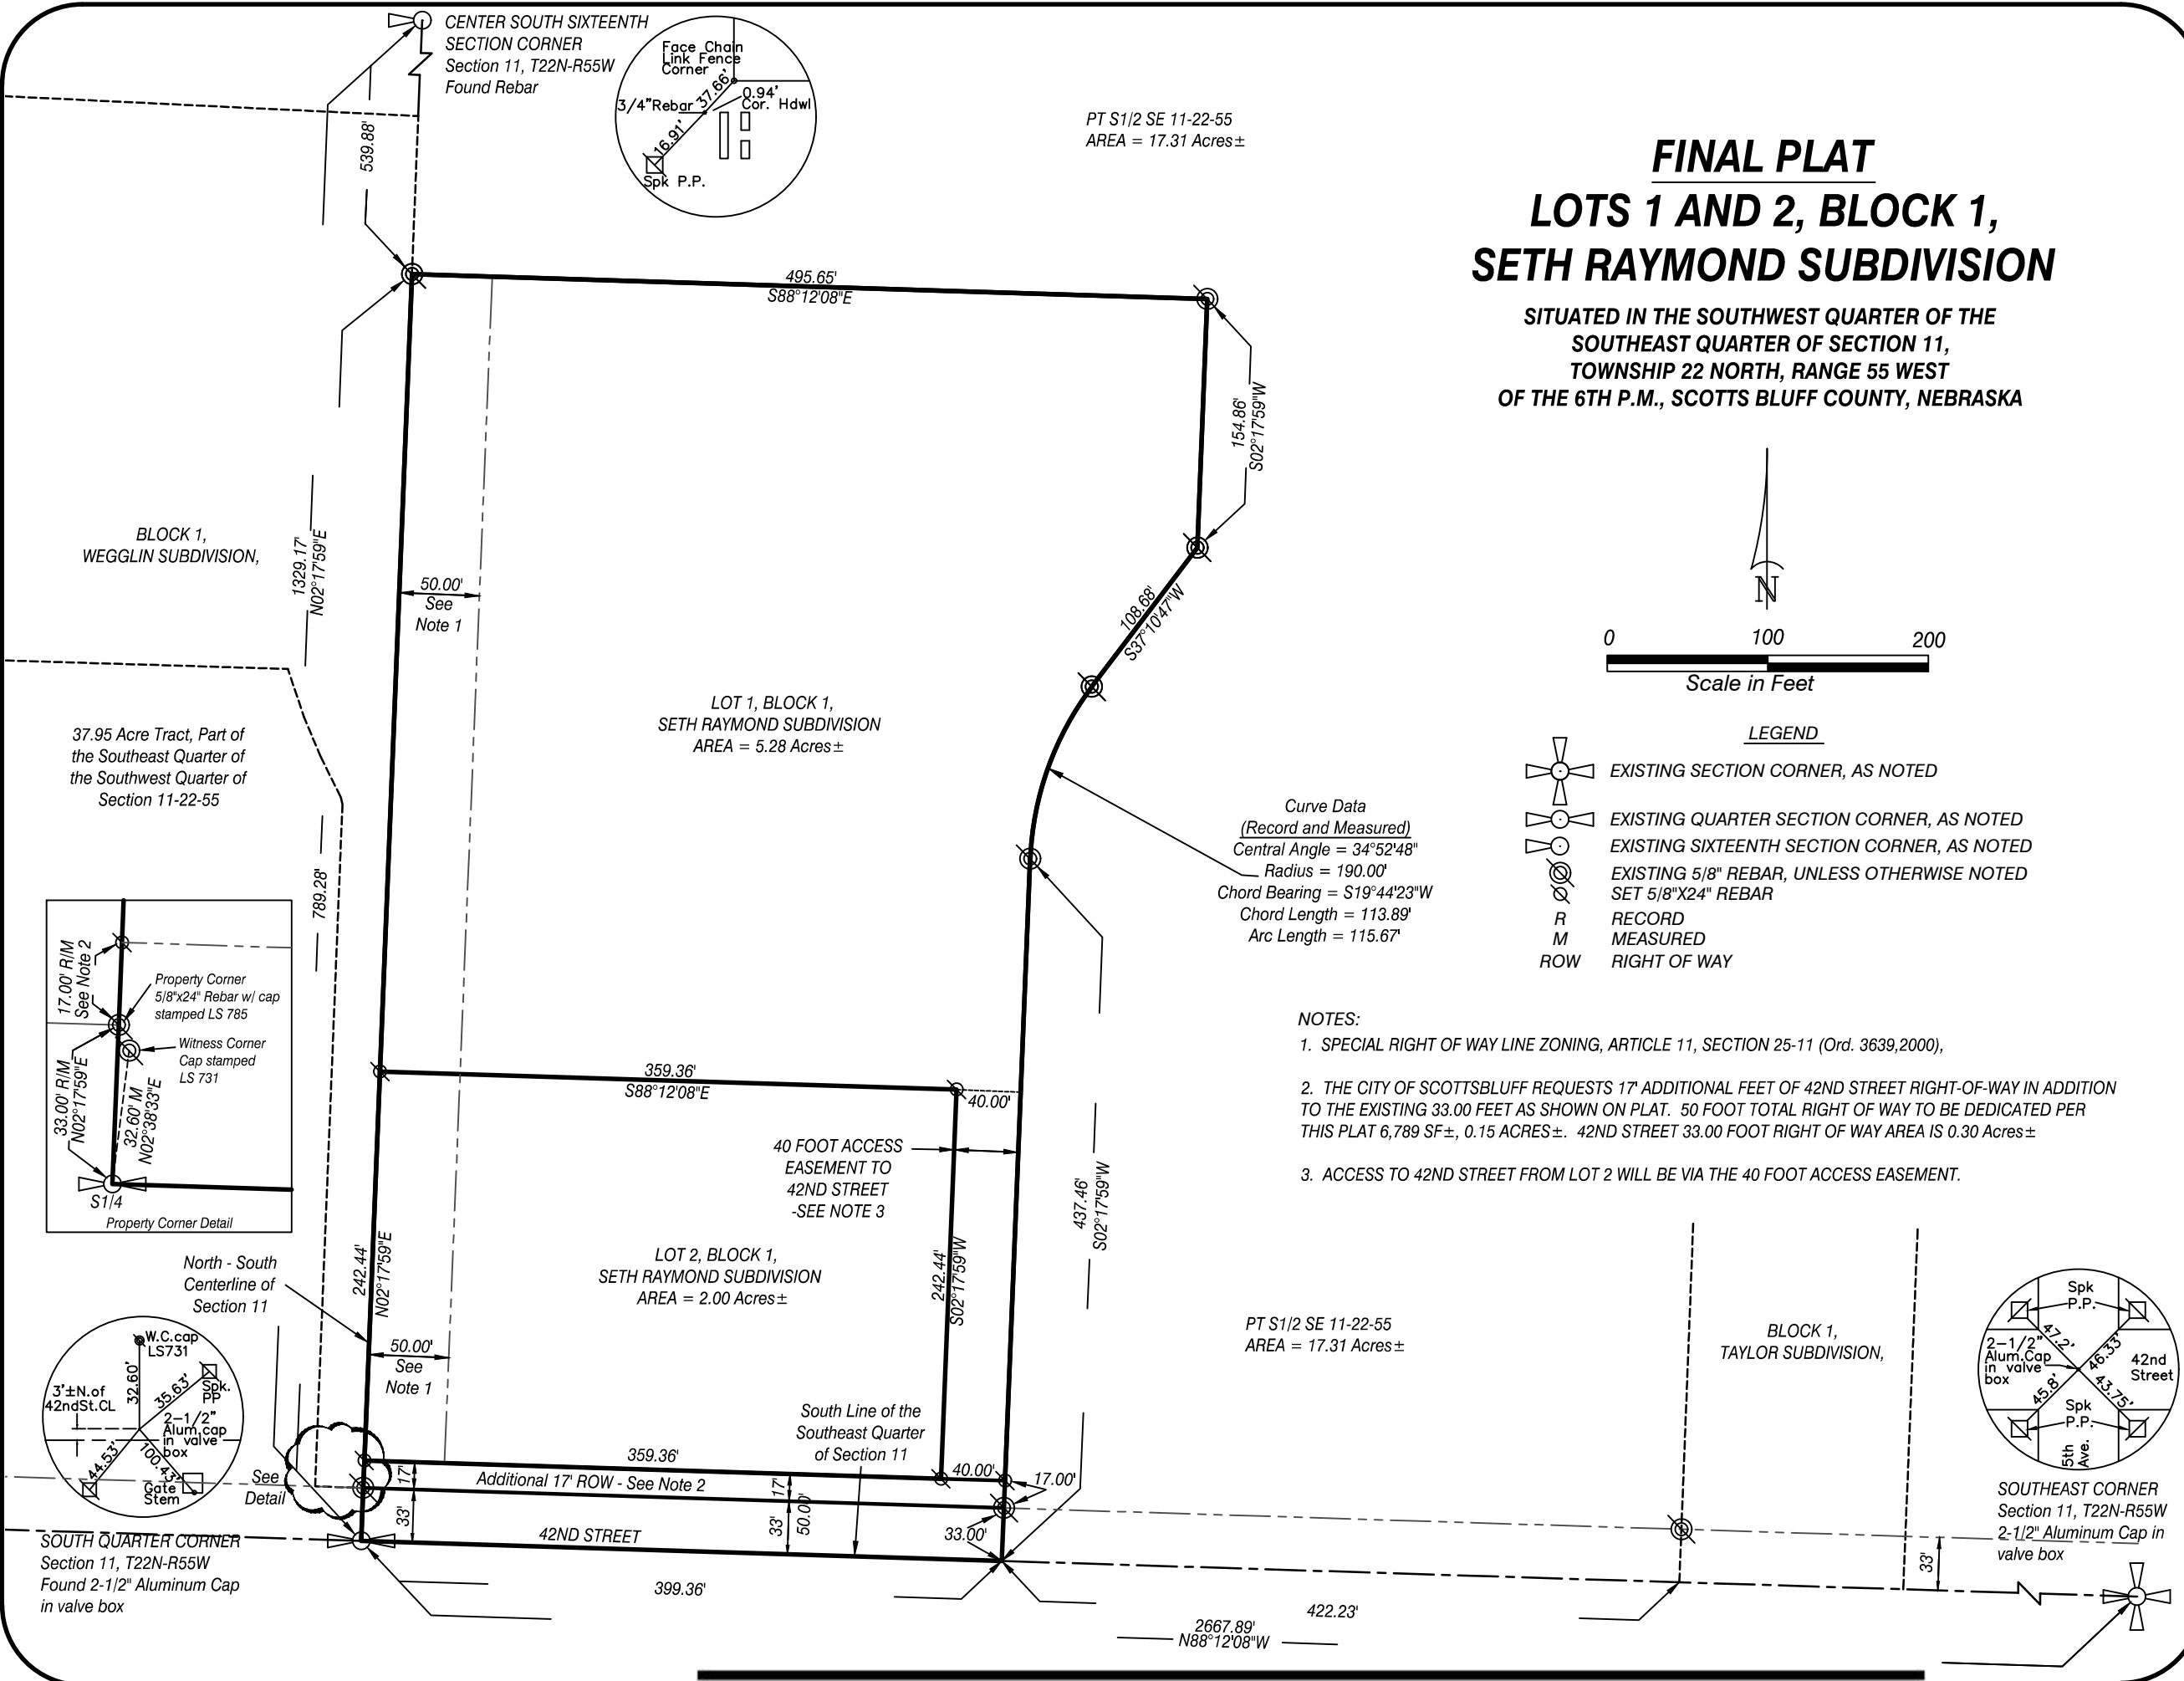 CENTER SOUTH SIXTEENTH
SECTION CORNER
Section 11, T22N-R55W
Found Rebar
539.88'
Face Chain
Link Fence
Corner
37.66'
3/4"Rebar
0.94'
Cor. Hdwl
16.91'
Spk P.P.
PT S1/2 SE 11-22-55
AREA = 17.31 Acres±
FINAL PLAT
LOTS 1 AND 2, BLOCK 1,
SETH RAYMOND SUBDIVISION
SITUATED IN THE SOUTHWEST QUARTER OF THE
SOUTHEAST QUARTER OF SECTION 11,
TOWNSHIP 22 NORTH, RANGE 55 WEST
OF THE 6TH P.M., SCOTTS BLUFF COUNTY, NEBRASKA
N
0 100 200
Scale in Feet
495.65'
S88°12'08"E
154.86'
S02°17'59"W
108.68'
S37°10'47"W
BLOCK 1,
WEGGLIN SUBDIVISION,
1329.17'
N02°17'59"E
50.00'
See
Note 1
LOT 1, BLOCK 1,
SETH RAYMOND SUBDIVISION
AREA = 5.28 Acres±
37.95 Acre Tract, Part of
the Southeast Quarter of
the Southwest Quarter of
Section 11-22-55
789.28'
Curve Data
(Record and Measured)
Central Angle = 34°52'48"
Radius = 190.00'
Chord Bearing = S19°44'23"W
Chord Length = 113.89'
Arc Length = 115.67'
LEGEND
EXISTING SECTION CORNER, AS NOTED
EXISTING QUARTER SECTION CORNER, AS NOTED
EXISTING SIXTEENTH SECTION CORNER, AS NOTED
EXISTING 5/8" REBAR, UNLESS OTHERWISE NOTED
SET 5/8"X24" REBAR
R RECORD
M MEASURED
ROW RIGHT OF WAY
NOTES:
1. SPECIAL RIGHT OF WAY LINE ZONING, ARTICLE 11, SECTION 25-11 (Ord. 3639,2000),
2. THE CITY OF SCOTTSBLUFF REQUESTS 17' ADDITIONAL FEET OF 42ND STREET RIGHT-OF-WAY IN ADDITION
TO THE EXISTING 33.00 FEET AS SHOWN ON PLAT. 50 FOOT TOTAL RIGHT OF WAY TO BE DEDICATED PER
THIS PLAT 6,789 SF±, 0.15 ACRES±. 42ND STREET 33.00 FOOT RIGHT OF WAY AREA IS 0.30 Acres±
3. ACCESS TO 42ND STREET FROM LOT 2 WILL BE VIA THE 40 FOOT ACCESS EASEMENT.
17.00' R/M
See Note 2
Property Corner
5/8"x24" Rebar w/ cap
stamped LS 785
Witness Corner
Cap stamped
LS 731
33.00' R/M
N02°17'59"E
32.60' M
N02°38'33"E
S1/4
Property Corner Detail
359.36'
S88°12'08"E
40.00'
40 FOOT ACCESS
EASEMENT TO
42ND STREET
-SEE NOTE 3
437.46'
S02°17'59"W
242.44'
N02°17'59"E
242.44'
S02°17'59"W
LOT 2, BLOCK 1,
SETH RAYMOND SUBDIVISION
AREA = 2.00 Acres±
North - South
Centerline of
Section 11
50.00'
See
Note 1
PT S1/2 SE 11-22-55
AREA = 17.31 Acres±
BLOCK 1,
TAYLOR SUBDIVISION,
Spk
P.P.
47.2'
46.33'
2-1/2"
Alum.Cap
in valve
box
42nd
Street
45.8'
43.75'
Spk
P.P.
5th
Ave.
SOUTHEAST CORNER
Section 11, T22N-R55W
2-1/2" Aluminum Cap in
valve box
W.C.cap
LS731
32.60'
35.63'
Spk.
PP
3'±N.of
42ndSt.CL
2-1/2"
Alum.cap
in valve
box
44.53'
100.43'
Gate
Stem
See
Detail
SOUTH QUARTER CORNER
Section 11, T22N-R55W
Found 2-1/2" Aluminum Cap
in valve box
South Line of the
Southeast Quarter
of Section 11
359.36'
40.00'
17.00'
17'
Additional 17' ROW - See Note 2
17'
33'
42ND STREET
33'
50.00'
33.00'
33'
399.36'
422.23'
2667.89'
N88°12'08"W